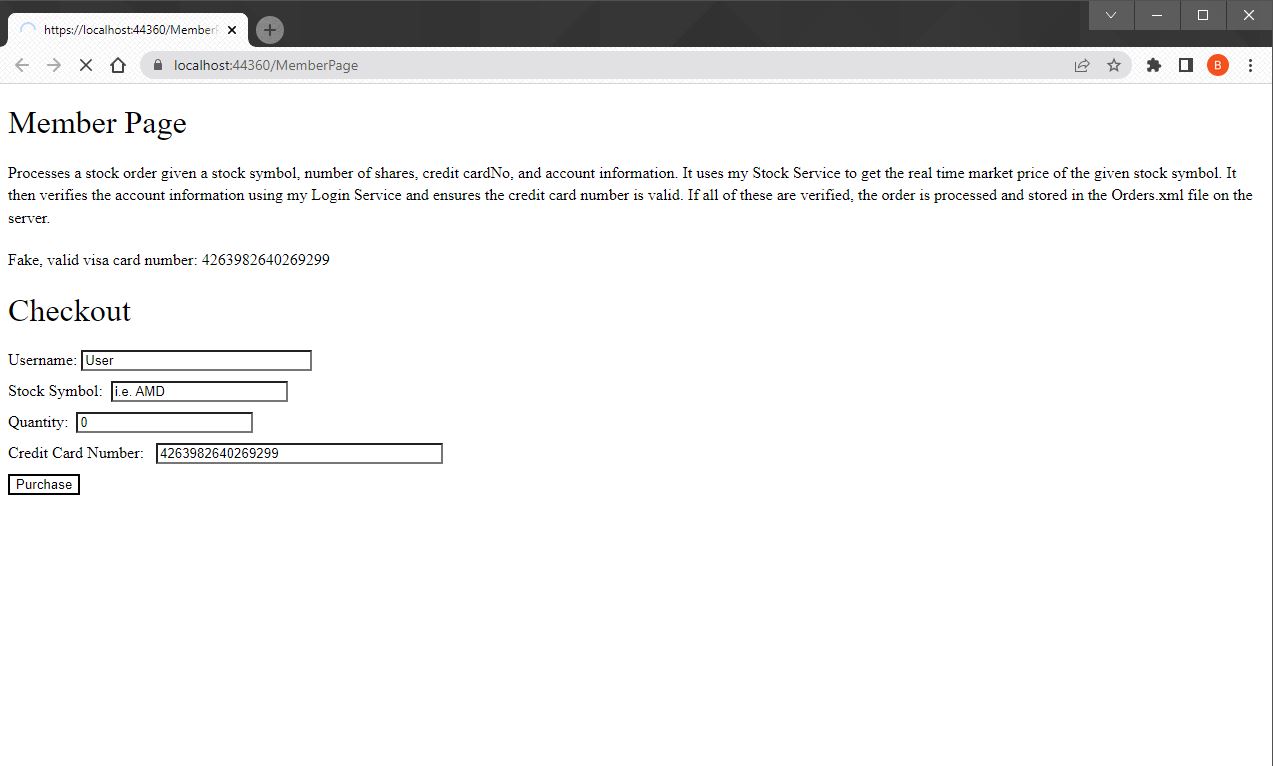 https://localhost:44360/Member
localhost:44360/MemberPage
B
Member Page
Processes a stock order given a stock symbol, number of shares, credit cardNo, and account information. It uses my Stock Service to get the real time market price of the given stock symbol. It
then verifies the account information using my Login Service and ensures the credit card number is valid. If all of these are verified, the order is processed and stored in the Orders.xml file on the
server.
Fake, valid visa card number: 4263982640269299
Checkout
Username: User
Stock Symbol: i.e. AMD
Quantity: 0
Credit Card Number: 4263982640269299
Purchase